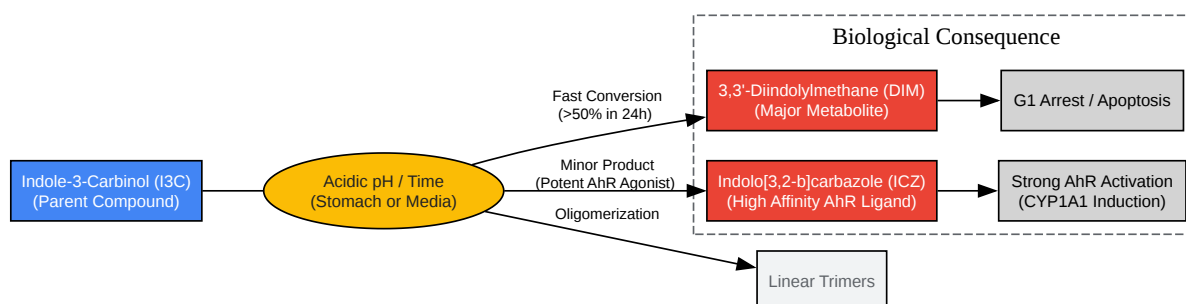 Biological Consequence
Fast Conversion
(>50% in 24h)
3,3'-Diindolylmethane (DIM)
(Major Metabolite)
G1 Arrest / Apoptosis
Indole-3-Carbinol (I3C)
(Parent Compound)
Acidic pH / Time
(Stomach or Media)
Minor Product
(Potent AhR Agonist)
Indolo[3,2-b]carbazole (ICZ)
(High Affinity AhR Ligand)
Strong AhR Activation
(CYP1A1 Induction)
Oligomerization
Linear Trimers